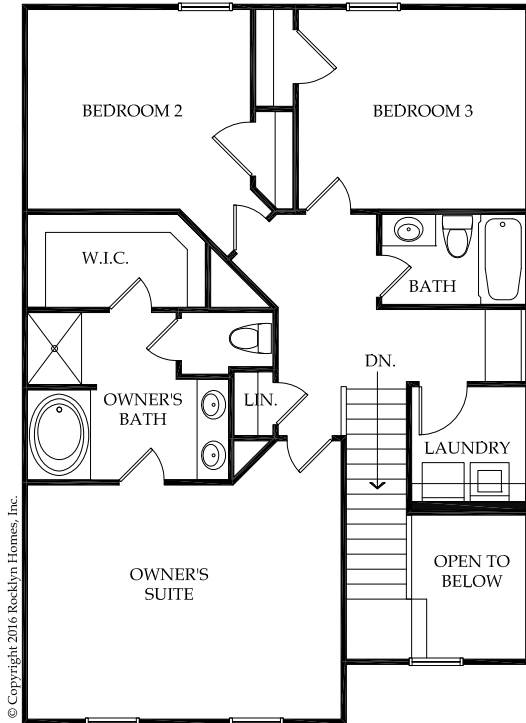 BEDROOM 2
BEDROOM 3
W.I.C.
BATH
DN.
OWNER'S
BATH
LIN.
LAUNDRY
OWNER'S
SUITE
OPEN TO
BELOW
© Copyright 2016 Rocklyn Homes, Inc.